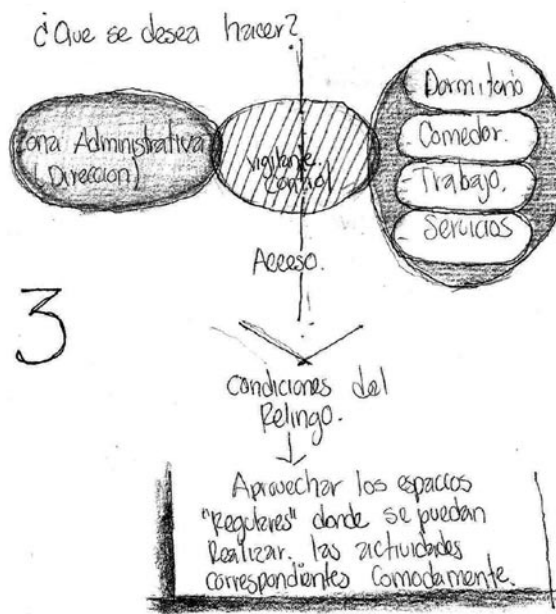 ¿Que se desea hacer?
Zona Administrativa
(Direccion)
Vigilante.
Control
Dormitorio
Comedor.
Trabajo.
Servicios
Acceso.
3
Condiciones del
Relingo.
Aprovechar los espacios
"Regulares" donde se puedan
Realizar. las actividades
correspondientes Comodamente.